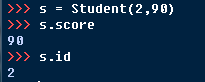 >>> s = Student(2,90)
>>> s.score
90
>>> s.id
2